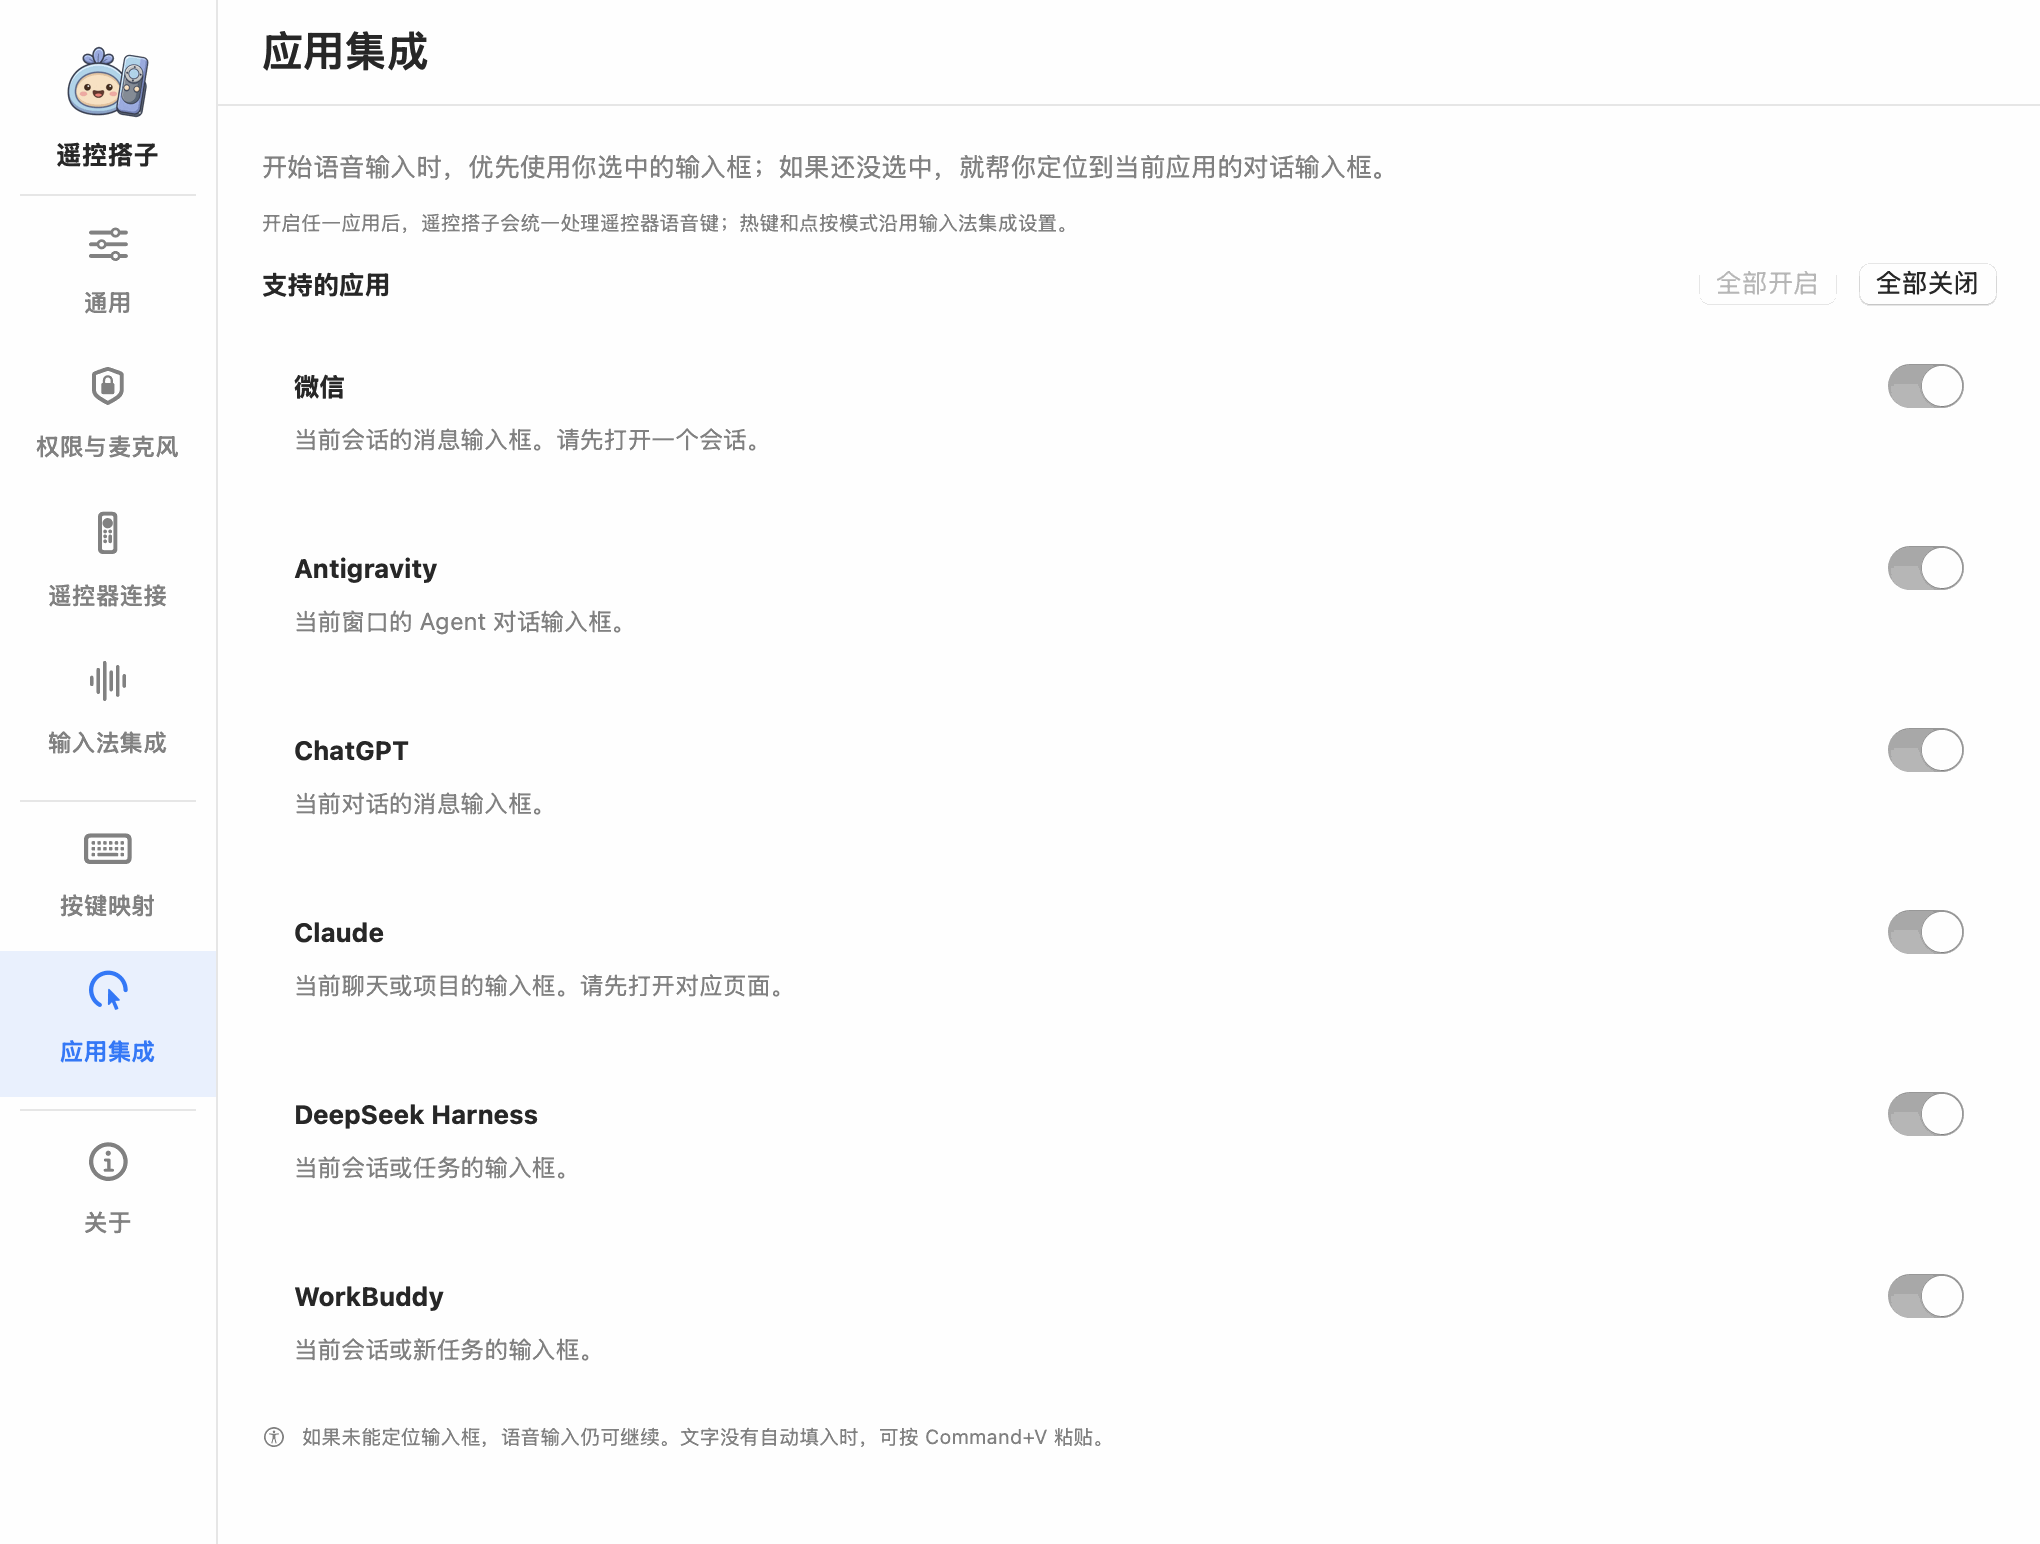 遥控搭子
通用
权限与麦克风
遥控器连接
输入法集成
按键映射
应用集成
关于
应用集成
开始语音输入时，优先使用你选中的输入框；如果还没选中，就帮你定位到当前应用的对话输入框。
开启任一应用后，遥控搭子会统一处理遥控器语音键；热键和点按模式沿用输入法集成设置。
支持的应用
全部开启
全部关闭
微信
当前会话的消息输入框。请先打开一个会话。
Antigravity
当前窗口的 Agent 对话输入框。
ChatGPT
当前对话的消息输入框。
Claude
当前聊天或项目的输入框。请先打开对应页面。
DeepSeek Harness
当前会话或任务的输入框。
WorkBuddy
当前会话或新任务的输入框。
如果未能定位输入框，语音输入仍可继续。文字没有自动填入时，可按 Command+V 粘贴。